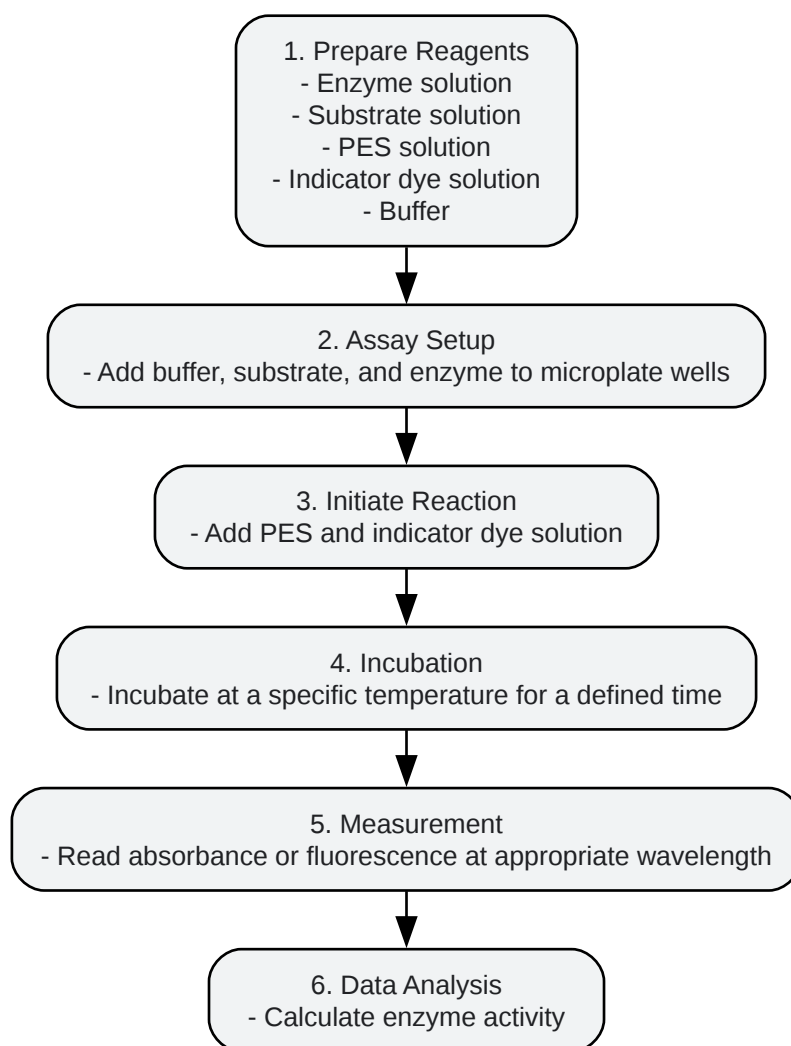 1. Prepare Reagents
- Enzyme solution
- Substrate solution
- PES solution
- Indicator dye solution
- Buffer
2. Assay Setup
- Add buffer, substrate, and enzyme to microplate wells
3. Initiate Reaction
- Add PES and indicator dye solution
4. Incubation
- Incubate at a specific temperature for a defined time
5. Measurement
- Read absorbance or fluorescence at appropriate wavelength
6. Data Analysis
- Calculate enzyme activity